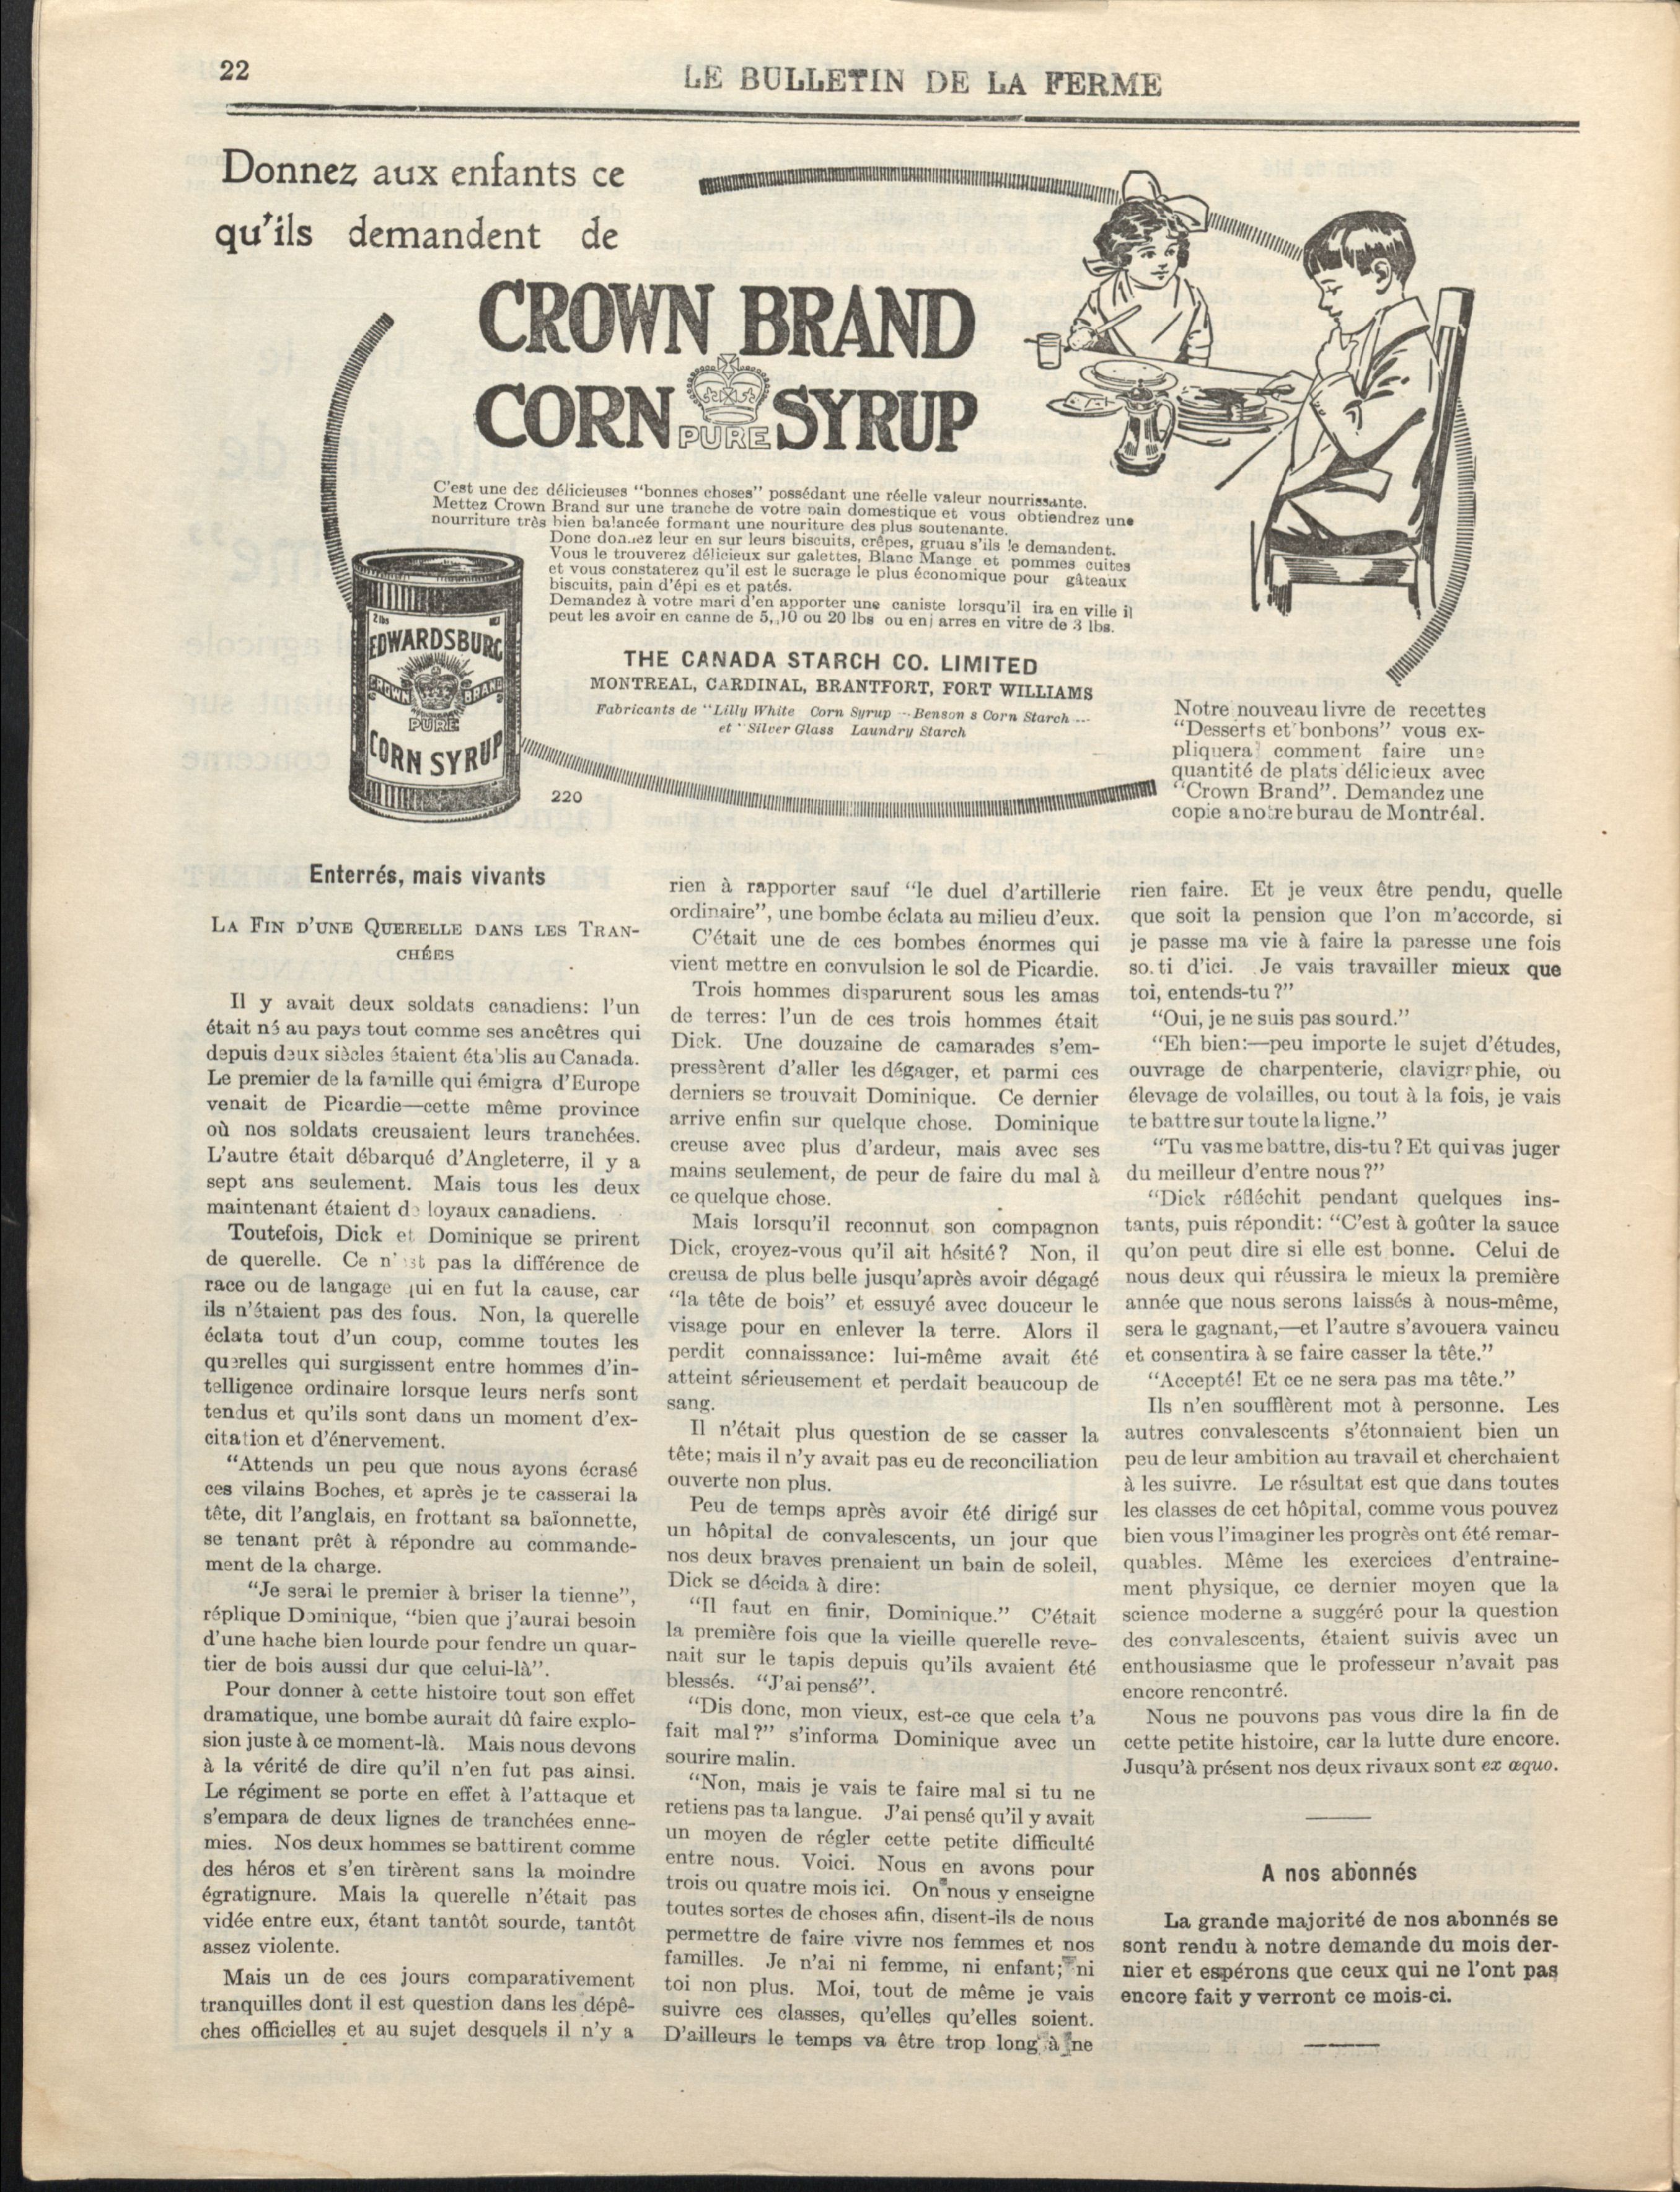 22
LE BULLETIN DE LA FERME
Donnez aux enfants ce
qu'ils demandent de
CROWN BRAND
CORN PURE SYRUP
C'est une des délicieuses "bonnes choses" possédant une réelle valeur nourrissante.
Mettez Crown Brand sur une tranche de votre pain domestique et vous obtiendrez une
nourriture très bien balancée formant une nouriture des plus soutenante.
Donc donnez leur en sur leurs biscuits, crêpes, gruau s'ils le demandent.
Vous le trouverez délicieux sur galettes, Blanc Mange et pommes cuites
et vous constaterez qu'il est le sucrage le plus économique pour gâteaux
biscuits, pain d'épi es et patés.
Demandez à votre mari d'en apporter une caniste lorsqu'il ira en ville il
peut les avoir en canne de 5, 10 ou 20 lbs ou en jarres en vitre de 3 lbs.
2 lbs
EDWARDSBURG
CROWN BRAND
PURE
CORN SYRUP
THE CANADA STARCH CO. LIMITED
MONTREAL, CARDINAL, BRANTFORT, FORT WILLIAMS
Fabricants de "Lilly White Corn Syrup -- Benson s Corn Starch ---
et " Silver Glass Laundry Starch
220
Notre nouveau livre de recettes
"Desserts et bonbons" vous ex-
pliquera comment faire une
quantité de plats délicieux avec
"Crown Brand". Demandez une
copie a notre burau de Montréal.
Enterrés, mais vivants
LA FIN D'UNE QUERELLE DANS LES TRAN-
CHÉES
Il y avait deux soldats canadiens: l'un
était né au pays tout comme ses ancêtres qui
depuis deux siècles étaient établis au Canada.
Le premier de la famille qui émigra d'Europe
venait de Picardie—cette même province
où nos soldats creusaient leurs tranchées.
L'autre était débarqué d'Angleterre, il y a
sept ans seulement. Mais tous les deux
maintenant étaient de loyaux canadiens.
Toutefois, Dick et Dominique se prirent
de querelle. Ce n'est pas la différence de
race ou de langage qui en fut la cause, car
ils n'étaient pas des fous. Non, la querelle
éclata tout d'un coup, comme toutes les
querelles qui surgissent entre hommes d'in-
telligence ordinaire lorsque leurs nerfs sont
tendus et qu'ils sont dans un moment d'ex-
citation et d'énervement.
"Attends un peu que nous ayons écrasé
ces vilains Boches, et après je te casserai la
tête, dit l'anglais, en frottant sa baïonnette,
se tenant prêt à répondre au commande-
ment de la charge.
"Je serai le premier à briser la tienne",
réplique Dominique, "bien que j'aurai besoin
d'une hache bien lourde pour fendre un quar-
tier de bois aussi dur que celui-là".
Pour donner à cette histoire tout son effet
dramatique, une bombe aurait dû faire explo-
sion juste à ce moment-là. Mais nous devons
à la vérité de dire qu'il n'en fut pas ainsi.
Le régiment se porte en effet à l'attaque et
s'empara de deux lignes de tranchées enne-
mies. Nos deux hommes se battirent comme
des héros et s'en tirèrent sans la moindre
égratignure. Mais la querelle n'était pas
vidée entre eux, étant tantôt sourde, tantôt
assez violente.
Mais un de ces jours comparativement
tranquilles dont il est question dans les dépê-
ches officielles et au sujet desquels il n'y a
rien à rapporter sauf "le duel d'artillerie
ordinaire", une bombe éclata au milieu d'eux.
C'était une de ces bombes énormes qui
vient mettre en convulsion le sol de Picardie.
Trois hommes disparurent sous les amas
de terres: l'un de ces trois hommes était
Dick. Une douzaine de camarades s'em-
pressèrent d'aller les dégager, et parmi ces
derniers se trouvait Dominique. Ce dernier
arrive enfin sur quelque chose. Dominique
creuse avec plus d'ardeur, mais avec ses
mains seulement, de peur de faire du mal à
ce quelque chose.
Mais lorsqu'il reconnut son compagnon
Dick, croyez-vous qu'il ait hésité? Non, il
creusa de plus belle jusqu'après avoir dégagé
"la tête de bois" et essuyé avec douceur le
visage pour en enlever la terre. Alors il
perdit connaissance: lui-même avait été
atteint sérieusement et perdait beaucoup de
sang.
Il n'était plus question de se casser la
tête; mais il n'y avait pas eu de reconciliation
ouverte non plus.
Peu de temps après avoir été dirigé sur
un hôpital de convalescents, un jour que
nos deux braves prenaient un bain de soleil,
Dick se décida à dire:
"Il faut en finir, Dominique." C'était
la première fois que la vieille querelle reve-
nait sur le tapis depuis qu'ils avaient été
blessés. "J'ai pensé".
"Dis donc, mon vieux, est-ce que cela t'a
fait mal?" s'informa Dominique avec un
sourire malin.
"Non, mais je vais te faire mal si tu ne
retiens pas ta langue. J'ai pensé qu'il y avait
un moyen de régler cette petite difficulté
entre nous. Voici. Nous en avons pour
trois ou quatre mois ici. On nous y enseigne
toutes sortes de choses afin, disent-ils de nous
permettre de faire vivre nos femmes et nos
familles. Je n'ai ni femme, ni enfant; ni
toi non plus. Moi, tout de même je vais
suivre ces classes, qu'elles qu'elles soient.
D'ailleurs le temps va être trop long à ne
rien faire. Et je veux être pendu, quelle
que soit la pension que l'on m'accorde, si
je passe ma vie à faire la paresse une fois
so.ti d'ici. Je vais travailler mieux que
toi, entends-tu?"
"Oui, je ne suis pas sourd."
"Eh bien:—peu importe le sujet d'études,
ouvrage de charpenterie, clavigraphie, ou
élevage de volailles, ou tout à la fois, je vais
te battre sur toute la ligne."
"Tu vas me battre, dis-tu? Et qui vas juger
du meilleur d'entre nous?"
"Dick réfléchit pendant quelques ins-
tants, puis répondit: "C'est à goûter la sauce
qu'on peut dire si elle est bonne. Celui de
nous deux qui réussira le mieux la première
année que nous serons laissés à nous-même,
sera le gagnant,—et l'autre s'avouera vaincu
et consentira à se faire casser la tête."
"Accepté! Et ce ne sera pas ma tête."
Ils n'en soufflèrent mot à personne. Les
autres convalescents s'étonnaient bien un
peu de leur ambition au travail et cherchaient
à les suivre. Le résultat est que dans toutes
les classes de cet hôpital, comme vous pouvez
bien vous l'imaginer les progrès ont été remar-
quables. Même les exercices d'entraine-
ment physique, ce dernier moyen que la
science moderne a suggéré pour la question
des convalescents, étaient suivis avec un
enthousiasme que le professeur n'avait pas
encore rencontré.
Nous ne pouvons pas vous dire la fin de
cette petite histoire, car la lutte dure encore.
Jusqu'à présent nos deux rivaux sont ex æquo.
A nos abonnés
La grande majorité de nos abonnés se
sont rendu à notre demande du mois der-
nier et espérons que ceux qui ne l'ont pas
encore fait y verront ce mois-ci.